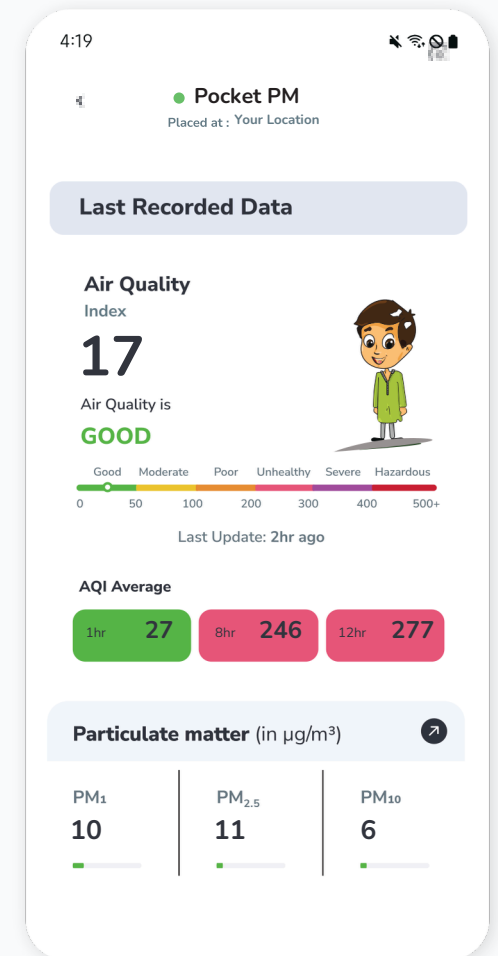 4:19
Pocket PM
Placed at : Your Location
Last Recorded Data
Air Quality
Index
17
Air Quality is
GOOD
Good Moderate Poor Unhealthy Severe Hazardous
0 50 100 200 300 400 500+
Last Update: 2hr ago
AQI Average
1hr 27 8hr 246 12hr 277
Particulate matter (in µg/m³)
PM₁ PM₂.₅ PM₁₀
10 11 6